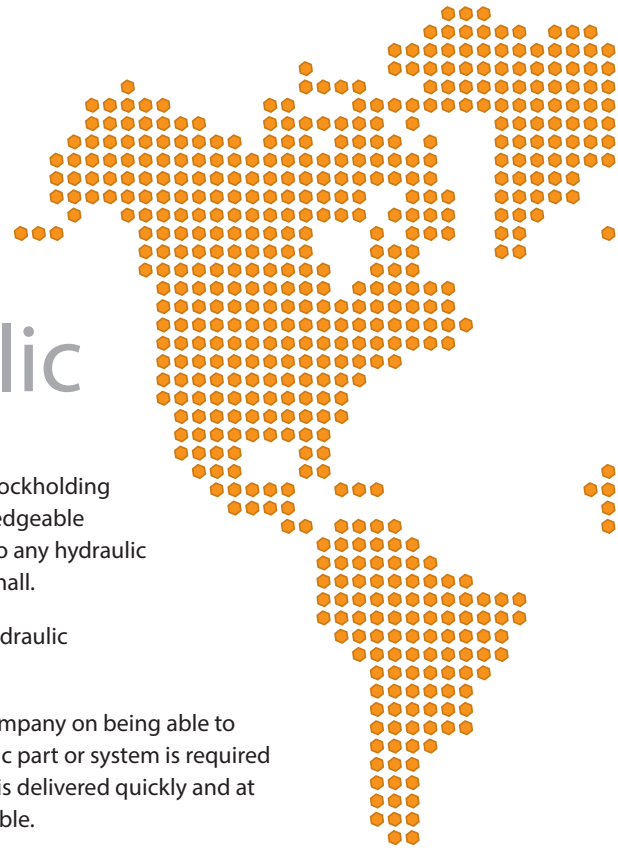 lic
ockholding
edgeable
o any hydraulic
nall.
draulic
mpany on being able to
c part or system is required
is delivered quickly and at
ble.